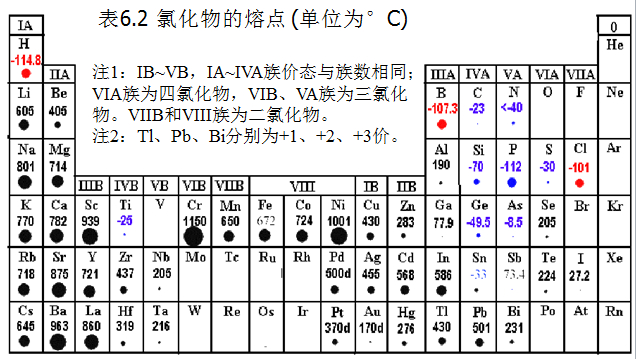 表6.2 氯化物的熔点 (单位为°C)
IA 0
H He
-114.8
注1：IB~VB，IA~IVA族价态与族数相同；
VIA族为四氯化物，VIB、VA族为三氯化
物。VIIB和VIII族为二氯化物。
注2：Tl、Pb、Bi分别为+1、+2、+3价。
IIA IIIA IVA VA VIA VIIA
Li Be B C N O F Ne
605 405 -107.3 -23 <-40
Na Mg Al Si P S Cl Ar
801 714 190 -70 -112 -30 -101
IIIB IVB VB VIB VIIB VIII IB IIB
K Ca Sc Ti V Cr Mn Fe Co Ni Cu Zn Ga Ge As Se Br Kr
770 782 939 -25 1150 650 672 724 1001 430 283 77.9 -49.5 -8.5 205
Rb Sr Y Zr Nb Mo Tc Ru Rh Pd Ag Cd In Sn Sb Te I Xe
718 875 721 437 205 500d 455 568 586 -33 73.4 224 27.2
Cs Ba La Hf Ta W Re Os Ir Pt Au Hg Tl Pb Bi Po At Rn
645 963 860 319 216 370d 170d 276 430 501 231